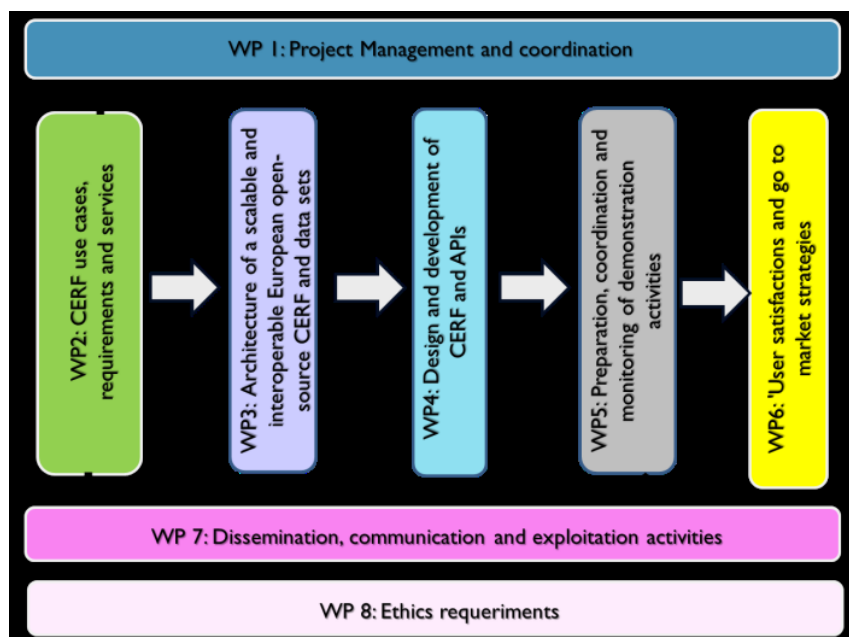 WP 1: Project Management and coordination
WP2: CERF use cases,
requirements and services
WP3: Architecture of a scalable and
interoperable European open-
source CERF and data sets
WP4: Design and development of
CERF and APIs
WP5: Preparation, coordination and
monitoring of demonstration
activities
WP6: 'User satisfactions and go to
market strategies
WP 7: Dissemination, communication and exploitation activities
WP 8: Ethics requeriments